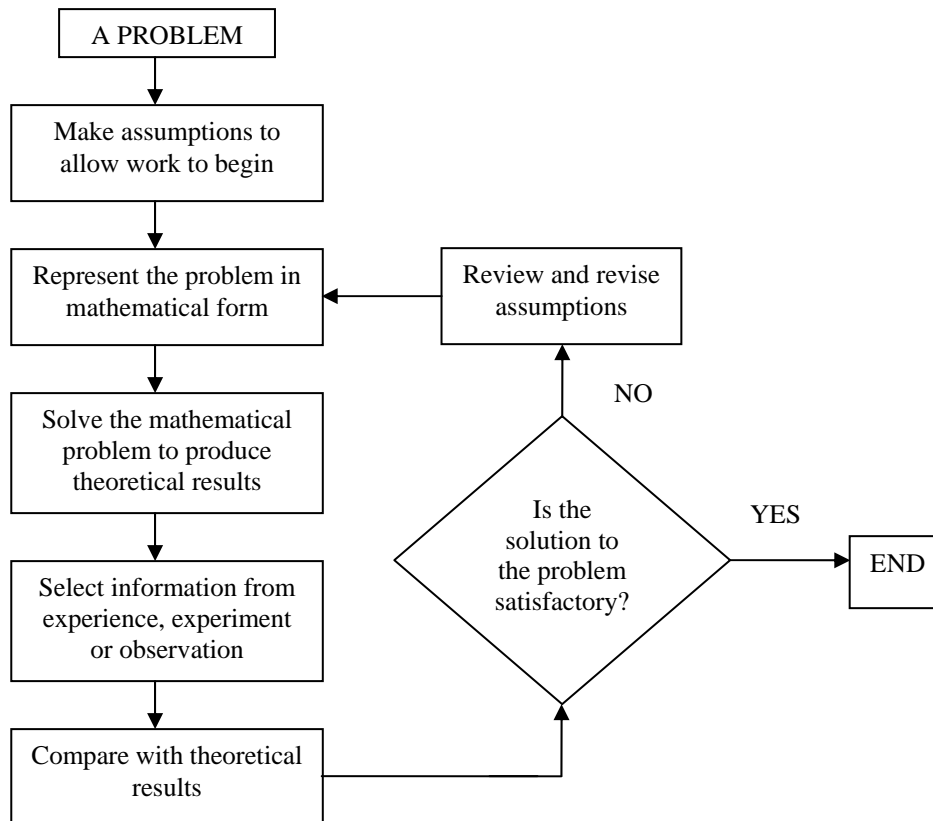 A PROBLEM
Make assumptions to
allow work to begin
Represent the problem in
mathematical form
Review and revise
assumptions
NO
Solve the mathematical
problem to produce
theoretical results
Is the
solution to
the problem
satisfactory?
YES
END
Select information from
experience, experiment
or observation
Compare with theoretical
results